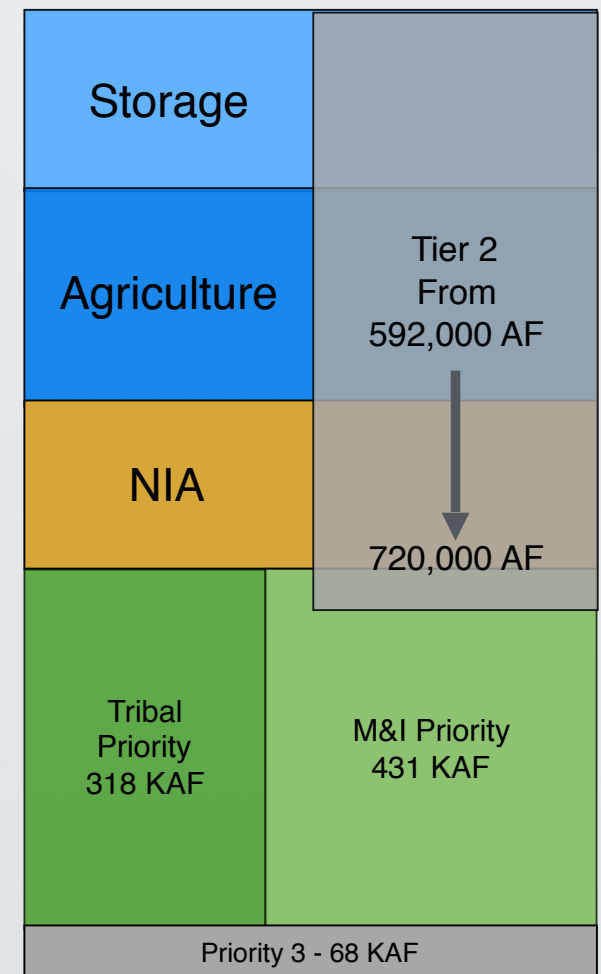 Storage
Agriculture
Tier 2
From
592,000 AF
NIA
720,000 AF
Tribal
Priority
318 KAF
M&I Priority
431 KAF
Priority 3 - 68 KAF